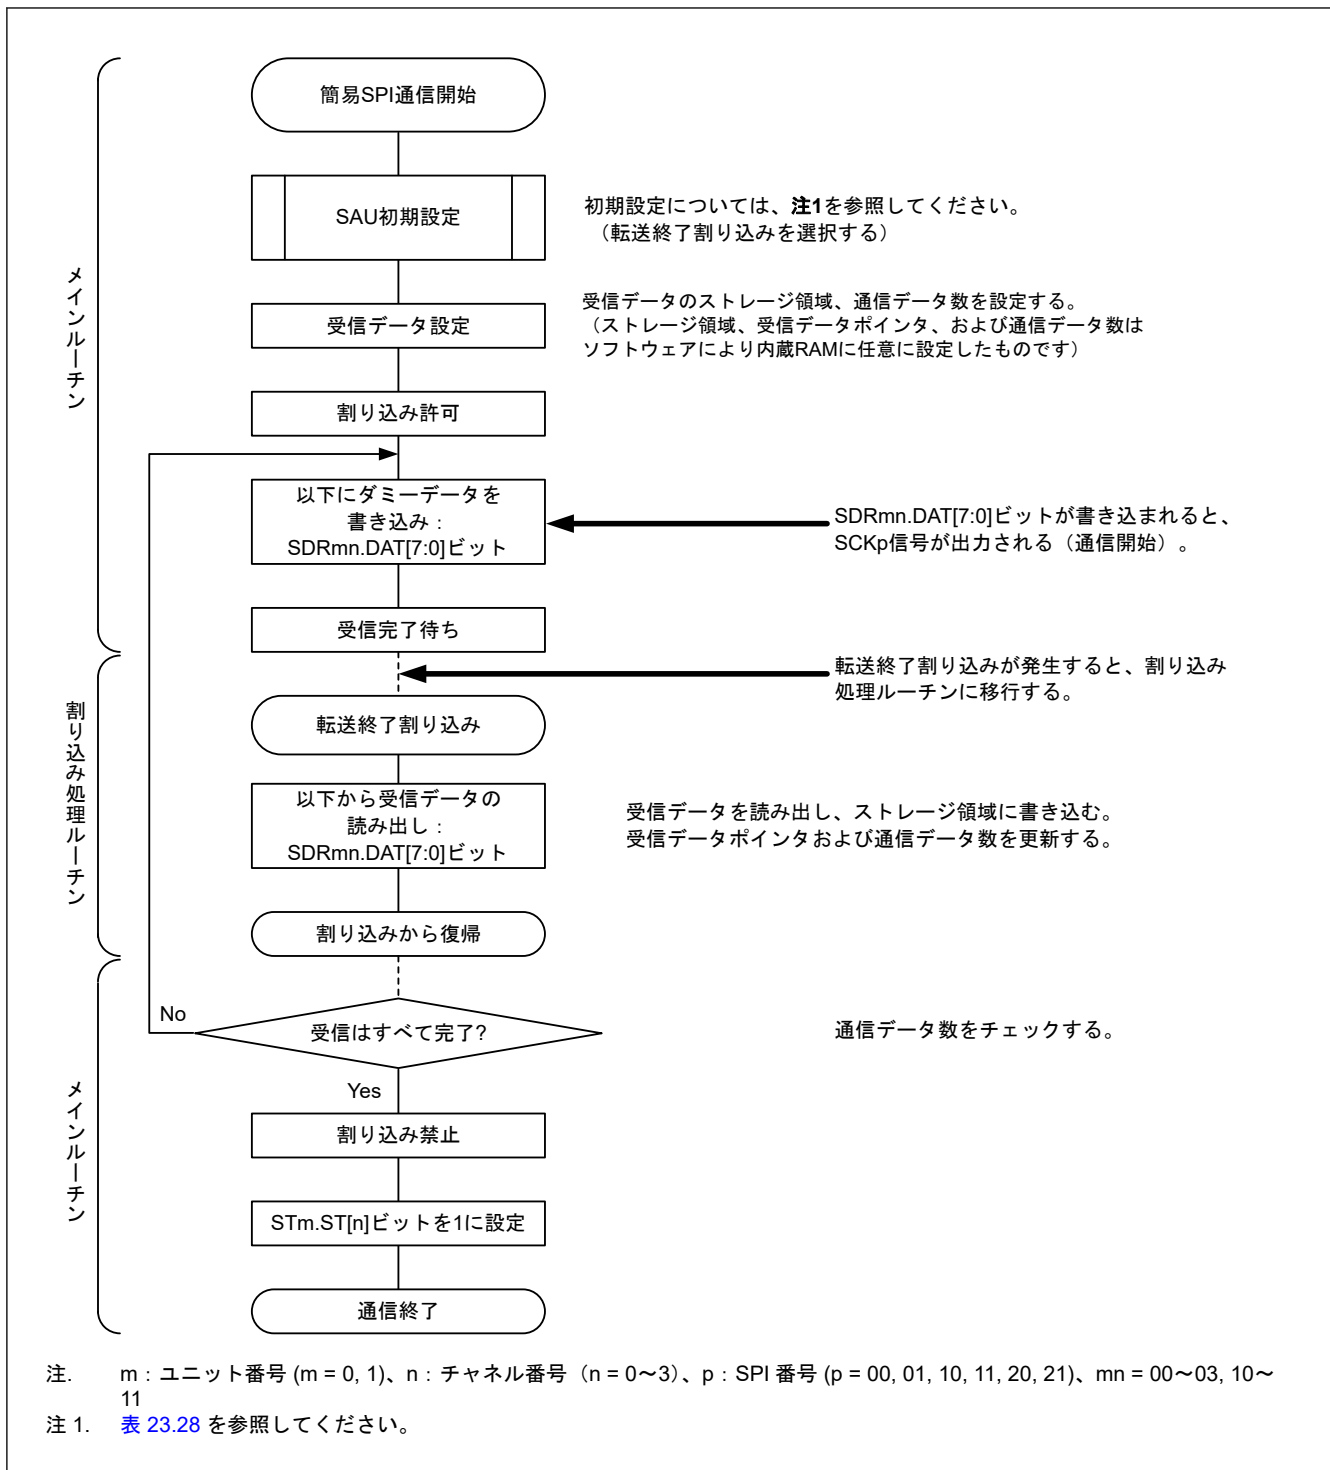 簡易SPI通信開始
SAU初期設定
初期設定については、注1を参照してください。
（転送終了割り込みを選択する）
メインルーチン
受信データ設定
受信データのストレージ領域、通信データ数を設定する。
（ストレージ領域、受信データポインタ、および通信データ数は
ソフトウェアにより内蔵RAMに任意に設定したものです）
割り込み許可
以下にダミーデータを
書き込み：
SDRmn.DAT[7:0]ビット
SDRmn.DAT[7:0]ビットが書き込まれると、
SCKp信号が出力される（通信開始）。
受信完了待ち
転送終了割り込みが発生すると、割り込み
処理ルーチンに移行する。
割り込み処理ルーチン
転送終了割り込み
以下から受信データの
読み出し：
SDRmn.DAT[7:0]ビット
受信データを読み出し、ストレージ領域に書き込む。
受信データポインタおよび通信データ数を更新する。
割り込みから復帰
No
受信はすべて完了?
通信データ数をチェックする。
Yes
メインルーチン
割り込み禁止
STm.ST[n]ビットを1に設定
通信終了
注. m：ユニット番号 (m = 0, 1)、n：チャネル番号（n = 0～3）、p：SPI 番号 (p = 00, 01, 10, 11, 20, 21)、mn = 00～03, 10～
11
注 1. 表 23.28 を参照してください。